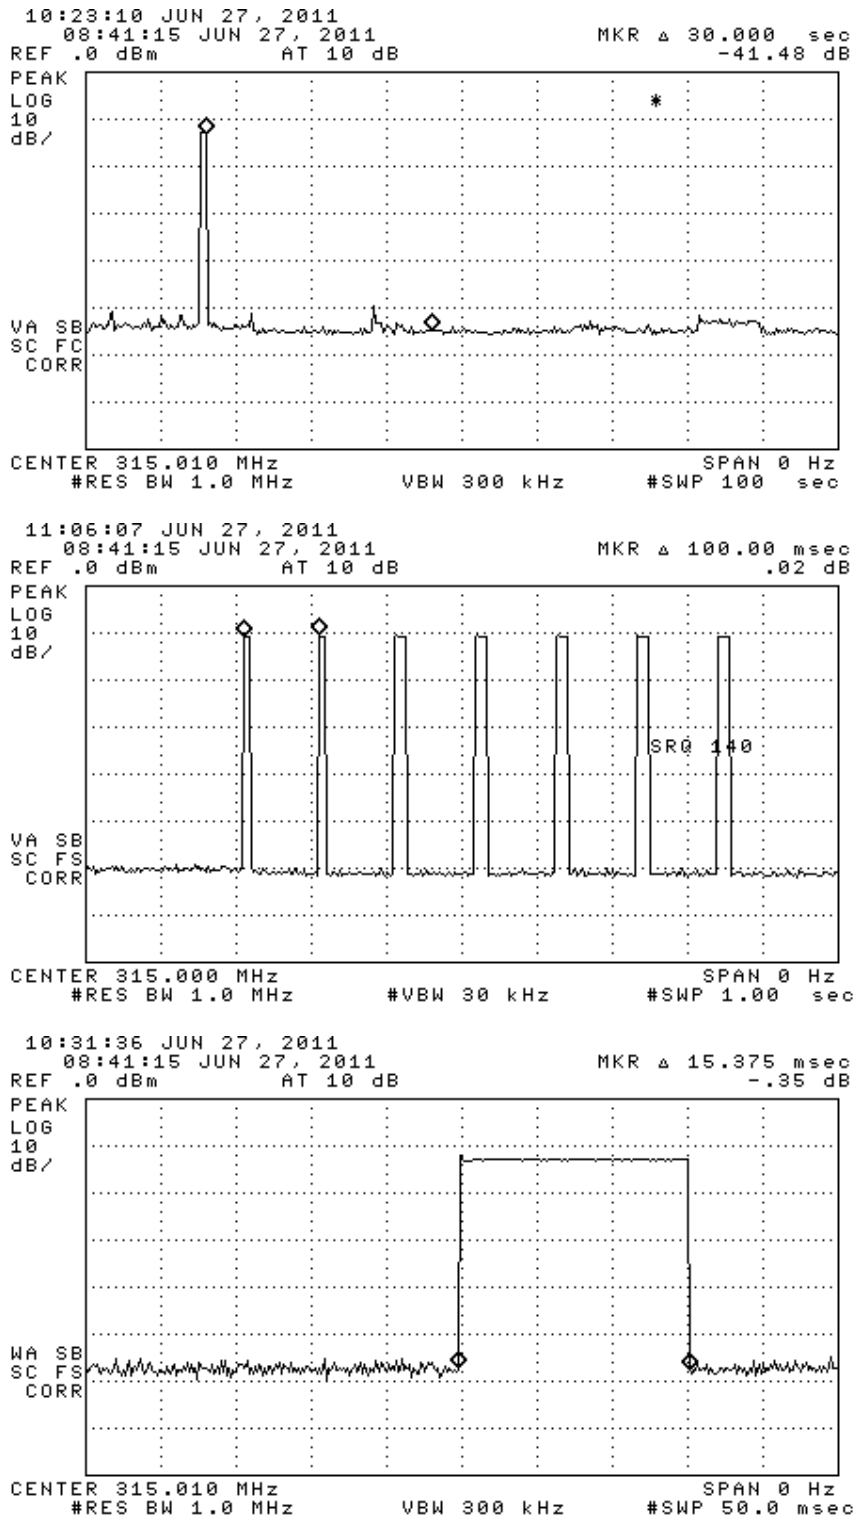 10:23:10 JUN 27, 2011
08:41:15 JUN 27, 2011 MKR Δ 30.000 sec
REF .0 dBm AT 10 dB -41.48 dB
PEAK
LOG
10
dB/
*
VA SB
SC FC
CORR
CENTER 315.010 MHz SPAN 0 Hz
#RES BW 1.0 MHz VBW 300 kHz #SWP 100 sec
11:06:07 JUN 27, 2011
08:41:15 JUN 27, 2011 MKR Δ 100.00 msec
REF .0 dBm AT 10 dB .02 dB
PEAK
LOG
10
dB/
SRQ 140
VA SB
SC FS
CORR
CENTER 315.000 MHz SPAN 0 Hz
#RES BW 1.0 MHz #VBW 30 kHz #SWP 1.00 sec
10:31:36 JUN 27, 2011
08:41:15 JUN 27, 2011 MKR Δ 15.375 msec
REF .0 dBm AT 10 dB -.35 dB
PEAK
LOG
10
dB/
WA SB
SC FS
CORR
CENTER 315.010 MHz SPAN 0 Hz
#RES BW 1.0 MHz VBW 300 kHz #SWP 50.0 msec